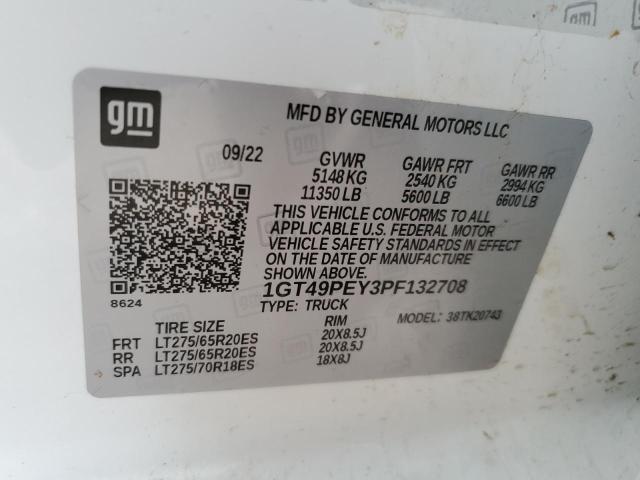 gm
MFD BY GENERAL MOTORS LLC
09/22
GVWR GAWR FRT GAWR RR
5148 KG 2540 KG 2994 KG
11350 LB 5600 LB 6600 LB
THIS VEHICLE CONFORMS TO ALL
APPLICABLE U.S. FEDERAL MOTOR
VEHICLE SAFETY STANDARDS IN EFFECT
ON THE DATE OF MANUFACTURE
SHOWN ABOVE.
8624
1GT49PEY3PF132708
TYPE: TRUCK MODEL: 38TK20743
TIRE SIZE RIM
FRT LT275/65R20ES 20X8.5J
RR LT275/65R20ES 20X8.5J
SPA LT275/70R18ES 18X8J